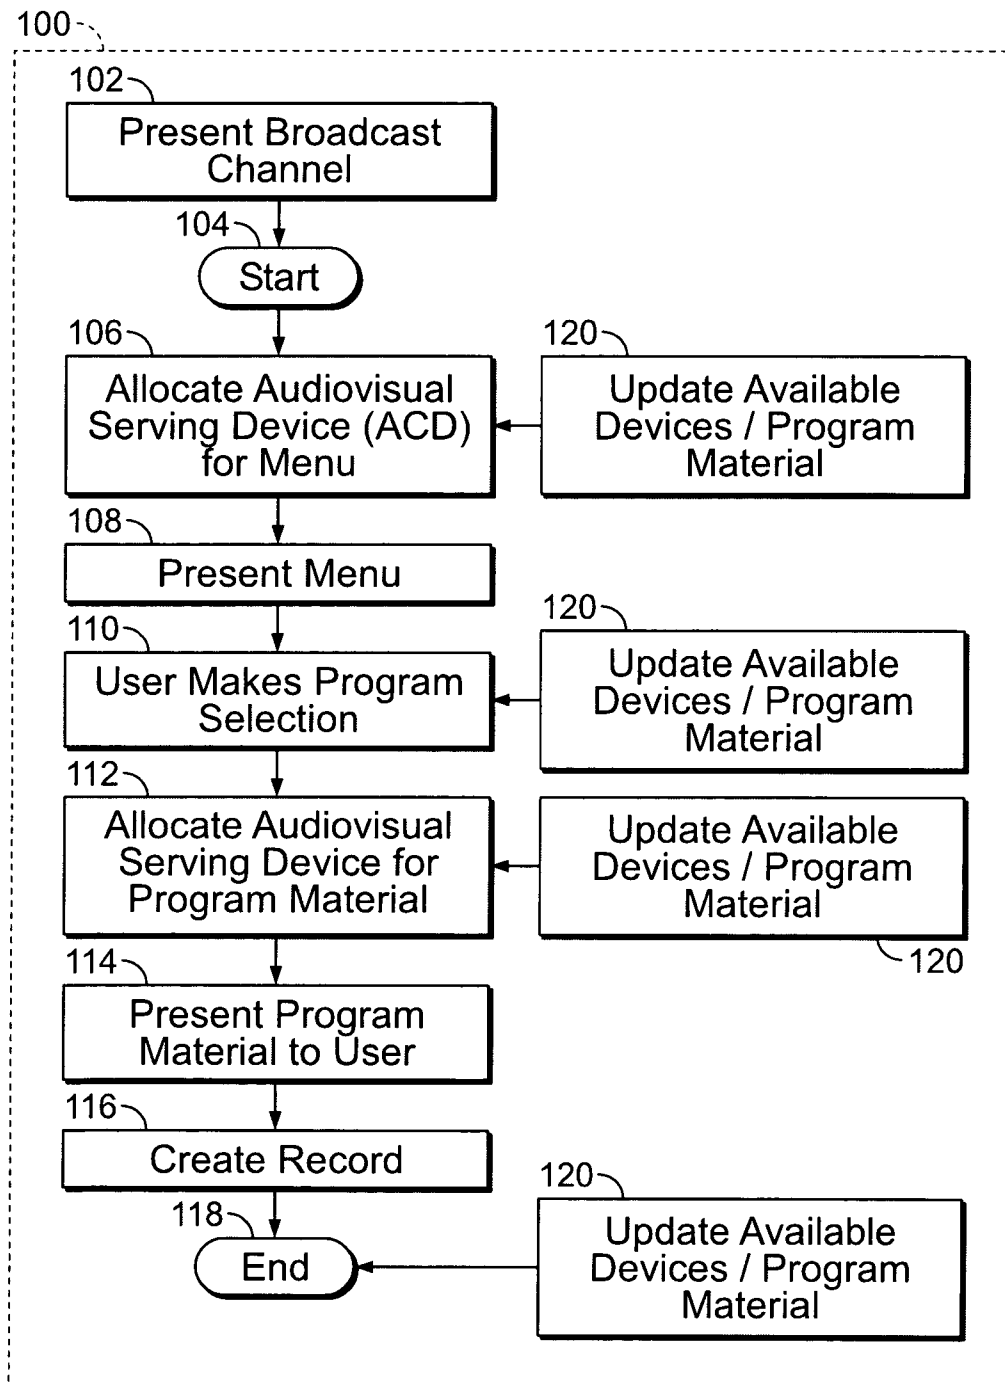 100
102
Present Broadcast
Channel
104
Start
106
Allocate Audiovisual
Serving Device (ACD)
for Menu
120
Update Available
Devices / Program
Material
108
Present Menu
110
User Makes Program
Selection
120
Update Available
Devices / Program
Material
112
Allocate Audiovisual
Serving Device for
Program Material
Update Available
Devices / Program
Material
120
114
Present Program
Material to User
116
Create Record
118
End
120
Update Available
Devices / Program
Material